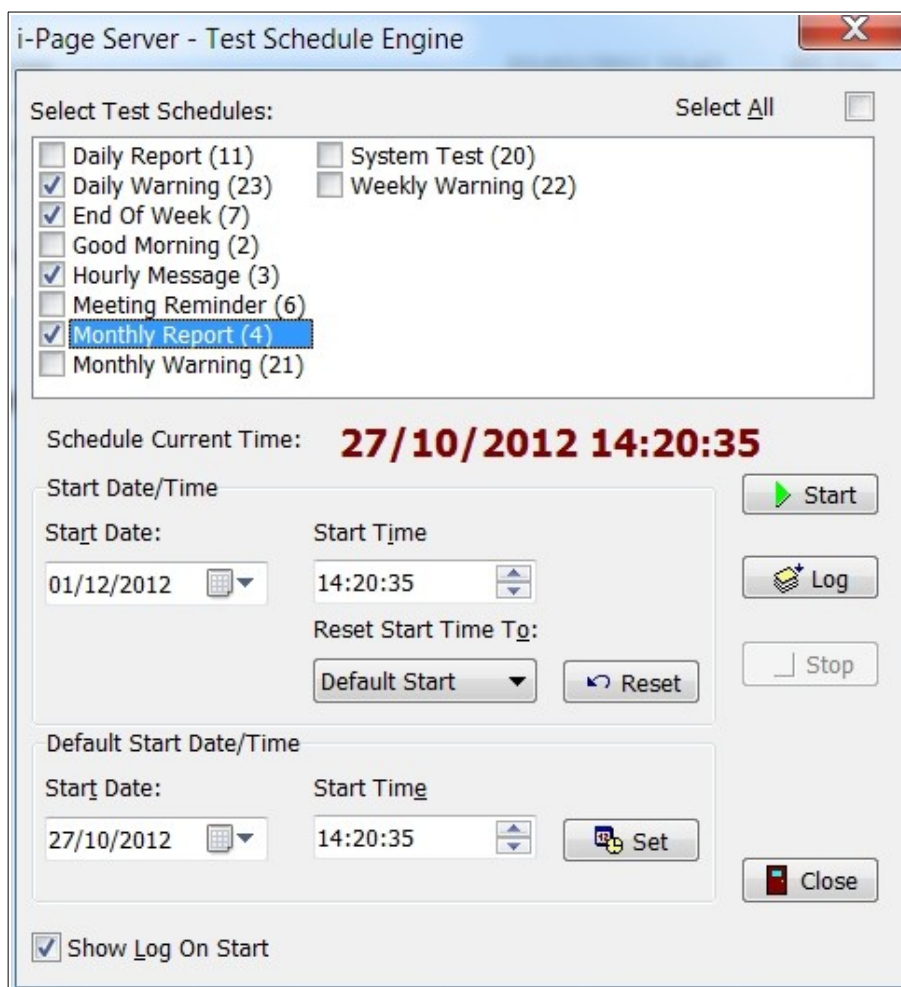 i-Page Server - Test Schedule Engine
X
Select Test Schedules:
Select All
Daily Report (11)
System Test (20)
Daily Warning (23)
Weekly Warning (22)
End Of Week (7)
Good Morning (2)
Hourly Message (3)
Meeting Reminder (6)
Monthly Report (4)
Monthly Warning (21)
Schedule Current Time: 27/10/2012 14:20:35
Start Date/Time
Start Date:
Start Time
01/12/2012
14:20:35
Reset Start Time To:
Default Start
Reset
Start
Log
Stop
Default Start Date/Time
Start Date:
Start Time
27/10/2012
14:20:35
Set
Close
Show Log On Start